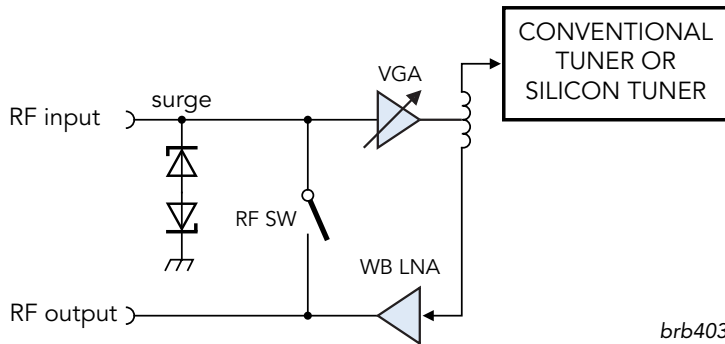 CONVENTIONAL
TUNER OR
SILICON TUNER
VGA
surge
RF input
RF SW
WB LNA
RF output
brb403